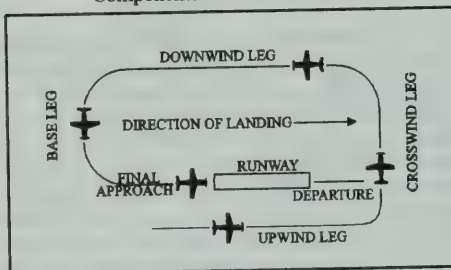 DOWNWIND LEG
BASE LEG
DIRECTION OF LANDING
CROSSWIND LEG
FINAL
APPROACH
RUNWAY
DEPARTURE
UPWIND LEG